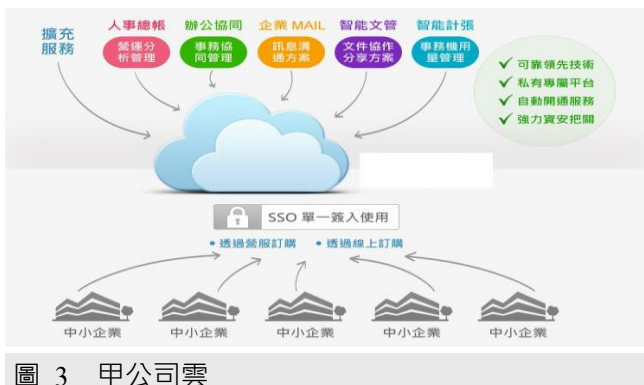 擴充
服務
人事總帳
營運分
析管理
辦公協同
事務協
同管理
企業 MAIL
訊息溝
通方案
智能文管
文件協作
分享方案
智能計張
事務機用
量管理
✓ 可靠領先技術
✓ 私有專屬平台
✓ 自動開通服務
✓ 強力資安把關
SSO 單一簽入使用
• 透過營服訂購 • 透過線上訂購
中小企業 中小企業 中小企業 中小企業 中小企業
圖 3 甲公司雲